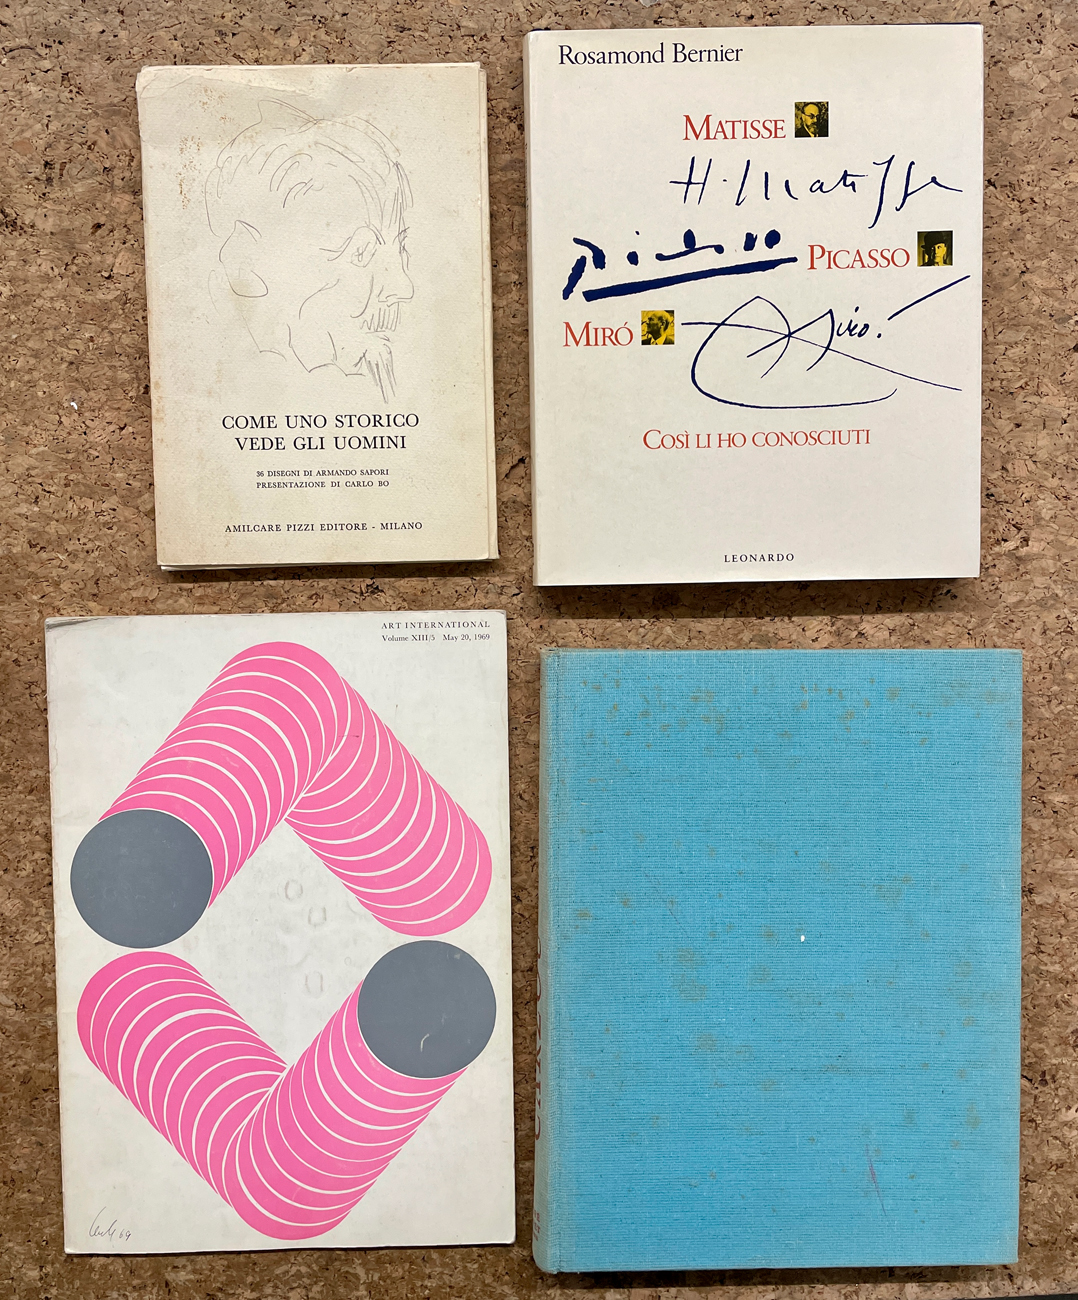 COME UNO STORICO
VEDE GLI UOMINI
36 DISEGNI DI ARMANDO SAPORI
PRESENTAZIONE DI CARLO BO
AMILCARE PIZZI EDITORE - MILANO
Rosamond Bernier
MATISSE
H. Matisse
Picasso
PICASSO
MIRÓ
Miró.
COSÌ LI HO CONOSCIUTI
LEONARDO
ART INTERNATIONAL
Volume XIII/5 May 20, 1969
69